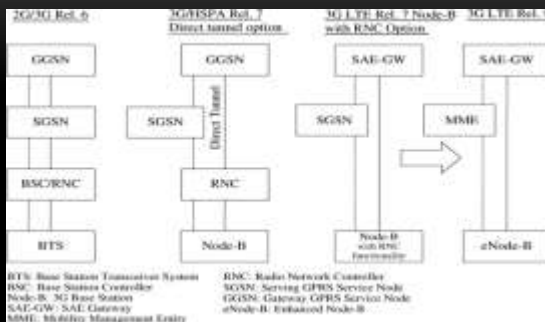 2G/3G Rel. 6
3G/HSPA Rel. 7
Direct tunnel option
3G LTE Rel. 7 Node-B
with RNC Option
3G LTE Rel.
GGSN
GGSN
SAE-GW
SAE-GW
SGSN
SGSN
Direct Tunnel
SGSN
MME
BSC/RNC
RNC
BTS
Node-B
Node-B
with RNC
functionality
eNode-B
BTS: Base Station Transceiver System
BSC: Base Station Controller
Node-B: 3G Base Station
SAE-GW: SAE Gateway
MME: Mobility Management Entity
RNC: Radio Network Controller
SGSN: Serving GPRS Service Node
GGSN: Gateway GPRS Service Node
eNode-B: Enhanced Node-B